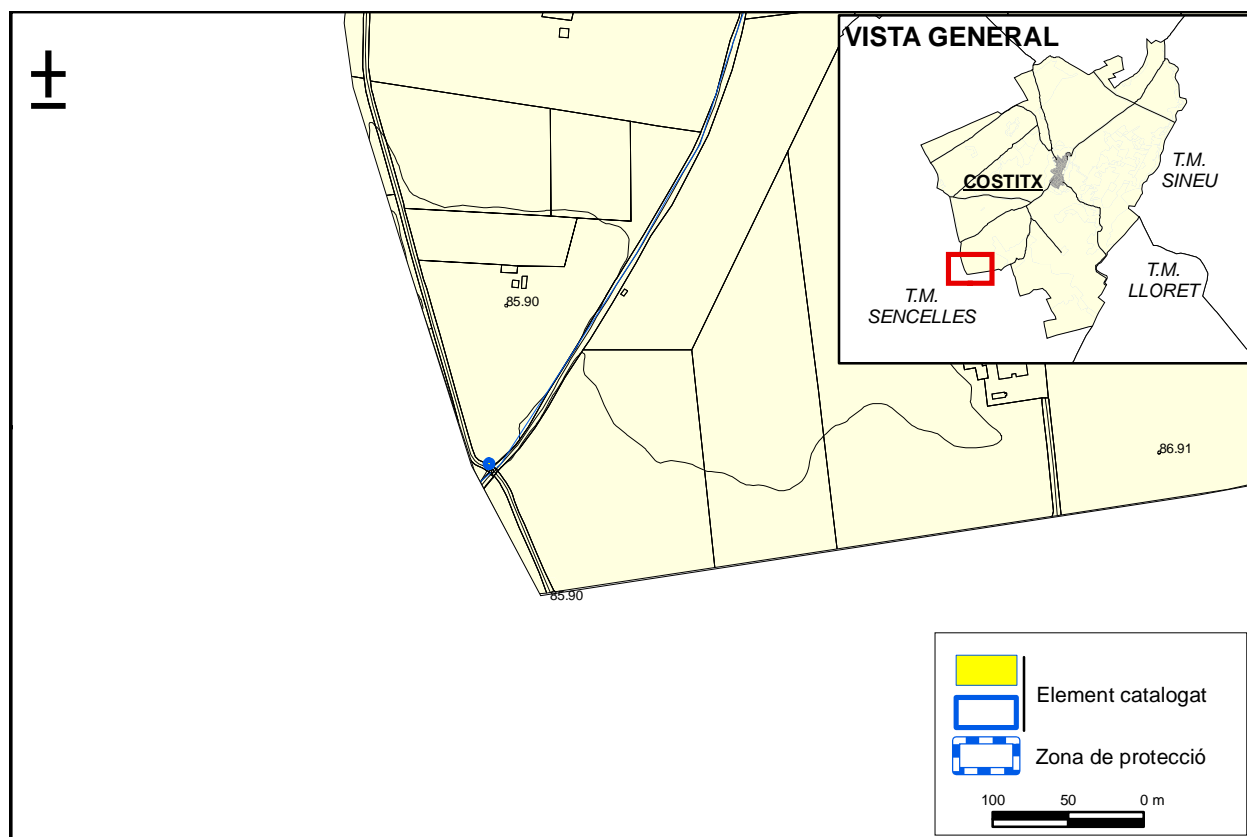 VISTA GENERAL
COSTITX
T.M.
SINEU
T.M.
LLORET
T.M.
SENCELLES
85.90
86.91
85.90
Element catalogat
Zona de protecció
100 50 0 m